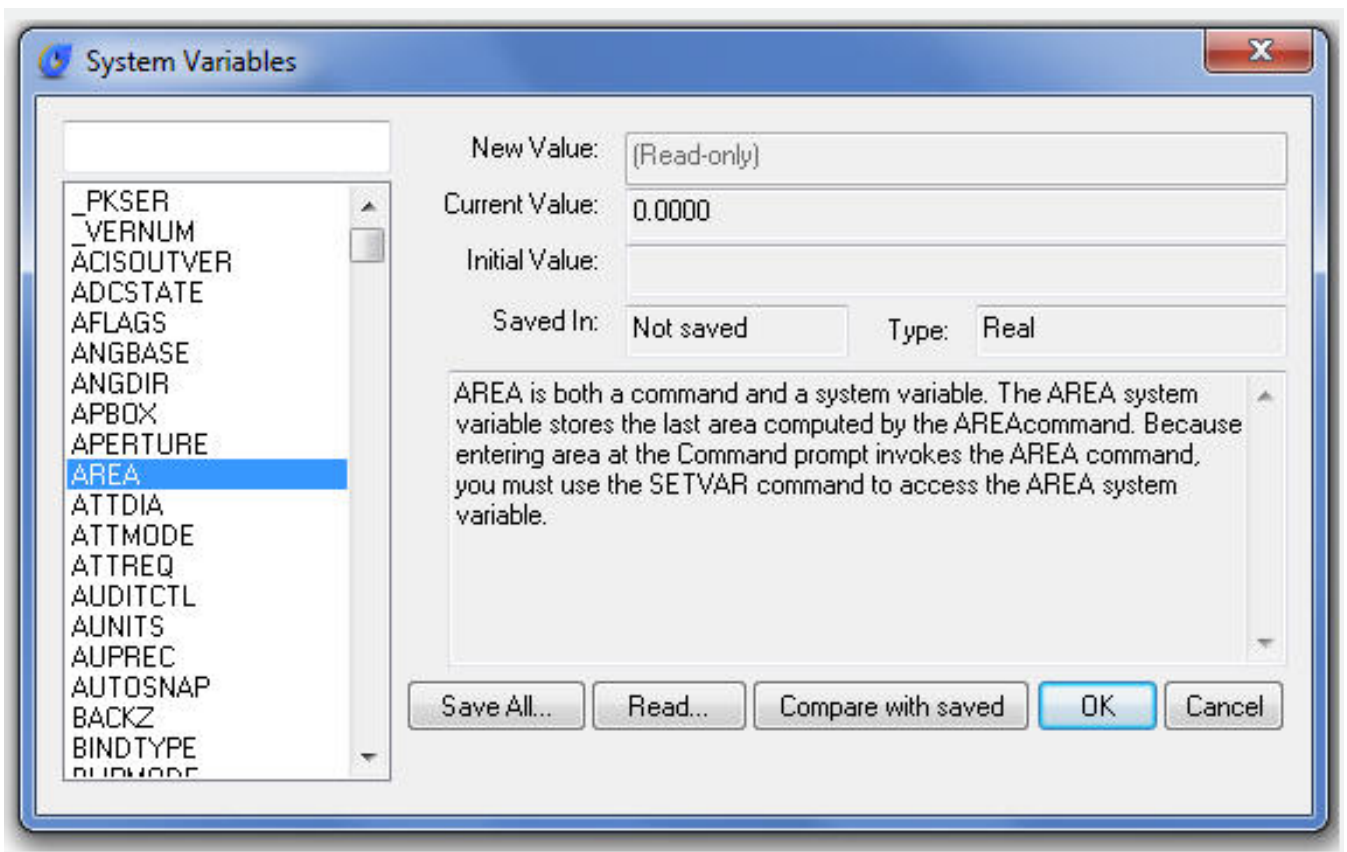 System Variables
New Value: (Read-only)
_PKSER
Current Value: 0.0000
_VERNUM
ACISOUTVER
Initial Value:
ADCSTATE
AFLAGS
Saved In: Not saved Type: Real
ANGBASE
ANGDIR
APBOX
APERTURE
AREA
ATTDIA
ATTMODE
ATTREQ
AUDITCTL
AUNITS
AUPREC
AUTOSNAP
BACKZ
BINDTYPE
AREA is both a command and a system variable. The AREA system
variable stores the last area computed by the AREAcommand. Because
entering area at the Command prompt invokes the AREA command,
you must use the SETVAR command to access the AREA system
variable.
Save All... Read... Compare with saved OK Cancel